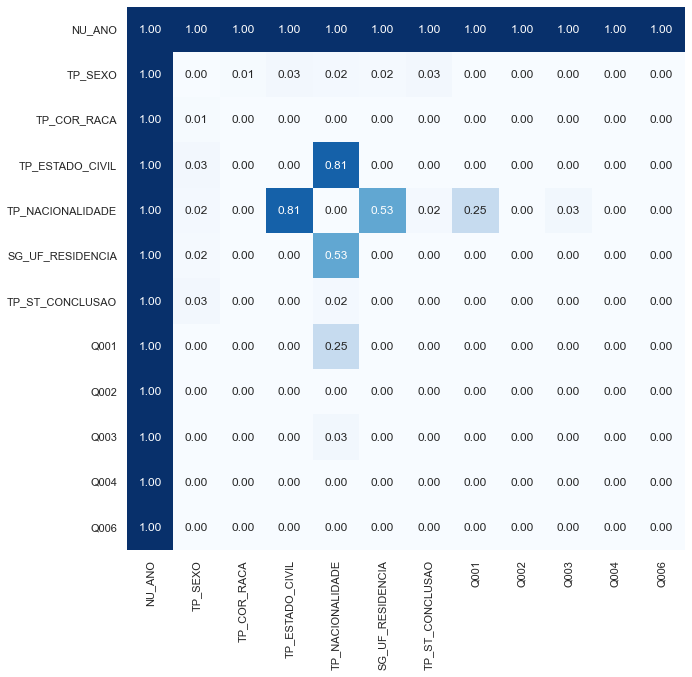 NU_ANO 1.00 1.00 1.00 1.00 1.00 1.00 1.00 1.00 1.00 1.00 1.00 1.00
TP_SEXO 1.00 0.00 0.01 0.03 0.02 0.02 0.03 0.00 0.00 0.00 0.00 0.00
TP_COR_RACA 1.00 0.01 0.00 0.00 0.00 0.00 0.00 0.00 0.00 0.00 0.00 0.00
TP_ESTADO_CIVIL 1.00 0.03 0.00 0.00 0.81 0.00 0.00 0.00 0.00 0.00 0.00 0.00
TP_NACIONALIDADE 1.00 0.02 0.00 0.81 0.00 0.53 0.02 0.25 0.00 0.03 0.00 0.00
SG_UF_RESIDENCIA 1.00 0.02 0.00 0.00 0.53 0.00 0.00 0.00 0.00 0.00 0.00 0.00
TP_ST_CONCLUSAO 1.00 0.03 0.00 0.00 0.02 0.00 0.00 0.00 0.00 0.00 0.00 0.00
Q001 1.00 0.00 0.00 0.00 0.25 0.00 0.00 0.00 0.00 0.00 0.00 0.00
Q002 1.00 0.00 0.00 0.00 0.00 0.00 0.00 0.00 0.00 0.00 0.00 0.00
Q003 1.00 0.00 0.00 0.00 0.03 0.00 0.00 0.00 0.00 0.00 0.00 0.00
Q004 1.00 0.00 0.00 0.00 0.00 0.00 0.00 0.00 0.00 0.00 0.00 0.00
Q006 1.00 0.00 0.00 0.00 0.00 0.00 0.00 0.00 0.00 0.00 0.00 0.00
NU_ANO
TP_SEXO
TP_COR_RACA
TP_ESTADO_CIVIL
TP_NACIONALIDADE
SG_UF_RESIDENCIA
TP_ST_CONCLUSAO
Q001
Q002
Q003
Q004
Q006